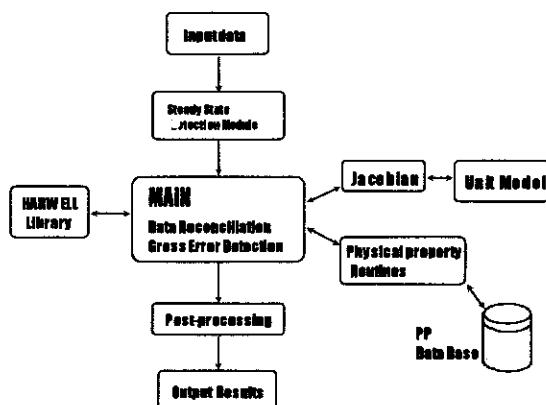 Input data
Steady State
Detection Module
MAIN
Data Reconciliation
Gross Error Detection
HARWELL
Library
Jacobian
Unit Model
Physical property
Routines
PP
Data Base
Post-processing
Output Results